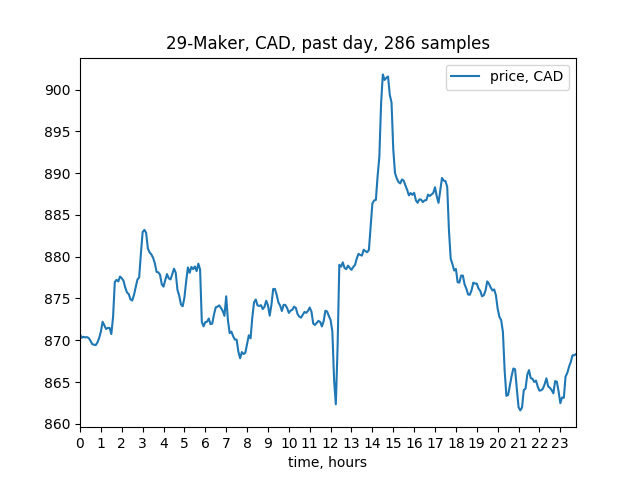 29-Maker, CAD, past day, 286 samples
price, CAD
900
895
890
885
880
875
870
865
860
0 1 2 3 4 5 6 7 8 9 10 11 12 13 14 15 16 17 18 19 20 21 22 23
time, hours